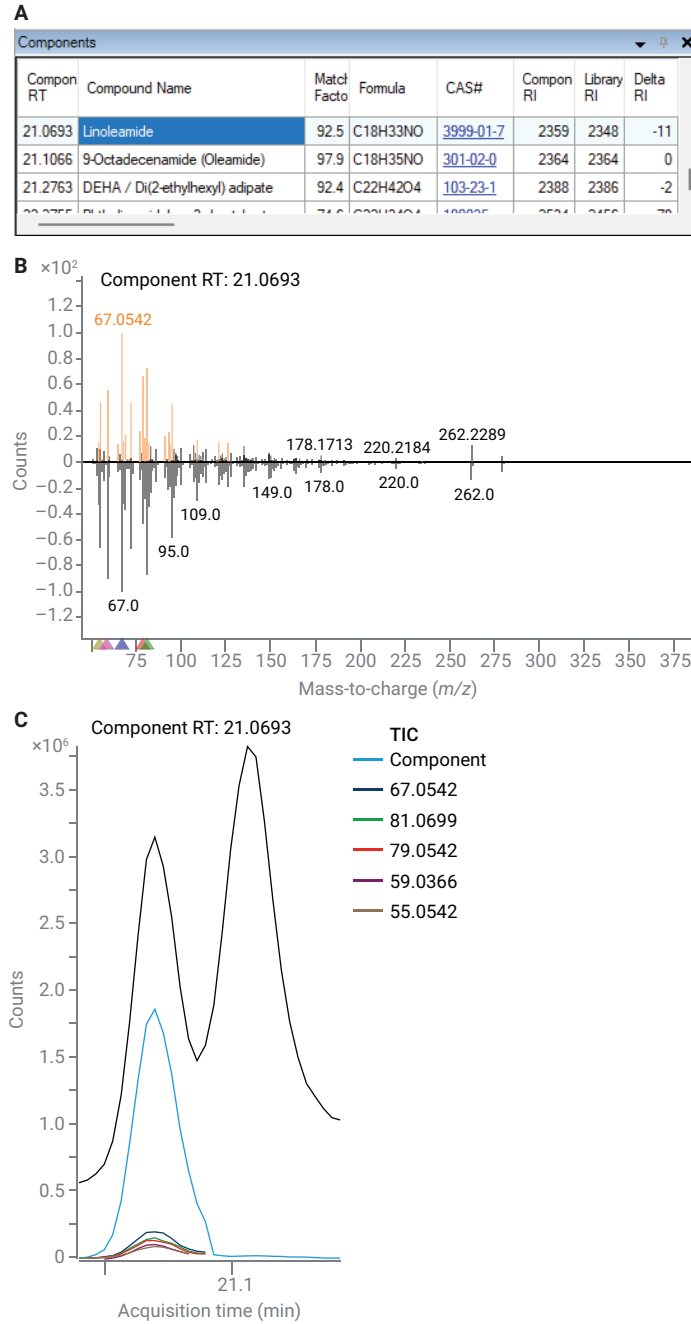 A
Components
Compon RT Compound Name Match Facto Formula CAS# Compon RI Library RI Delta RI
21.0693 Linoleamide 92.5 C18H33NO 3999-01-7 2359 2348 -11
21.1066 9-Octadecenamide (Oleamide) 97.9 C18H35NO 301-02-0 2364 2364 0
21.2763 DEHA / Di(2-ethylhexyl) adipate 92.4 C22H42O4 103-23-1 2388 2386 -2
B
×10²
Component RT: 21.0693
1.2
67.0542
1.0
0.8
0.6
0.4
0.2
178.1713
220.2184
262.2289
0
−0.2
149.0
178.0
220.0
262.0
−0.4
109.0
−0.6
95.0
−0.8
−1.0
67.0
−1.2
Counts
75 100 125 150 175 200 225 250 275 300 325 350 375
Mass-to-charge (m/z)
C
Component RT: 21.0693
×10⁶
TIC
Component
67.0542
81.0699
79.0542
59.0366
55.0542
3.5
3.0
2.5
2.0
1.5
1.0
0.5
0
Counts
21.1
Acquisition time (min)